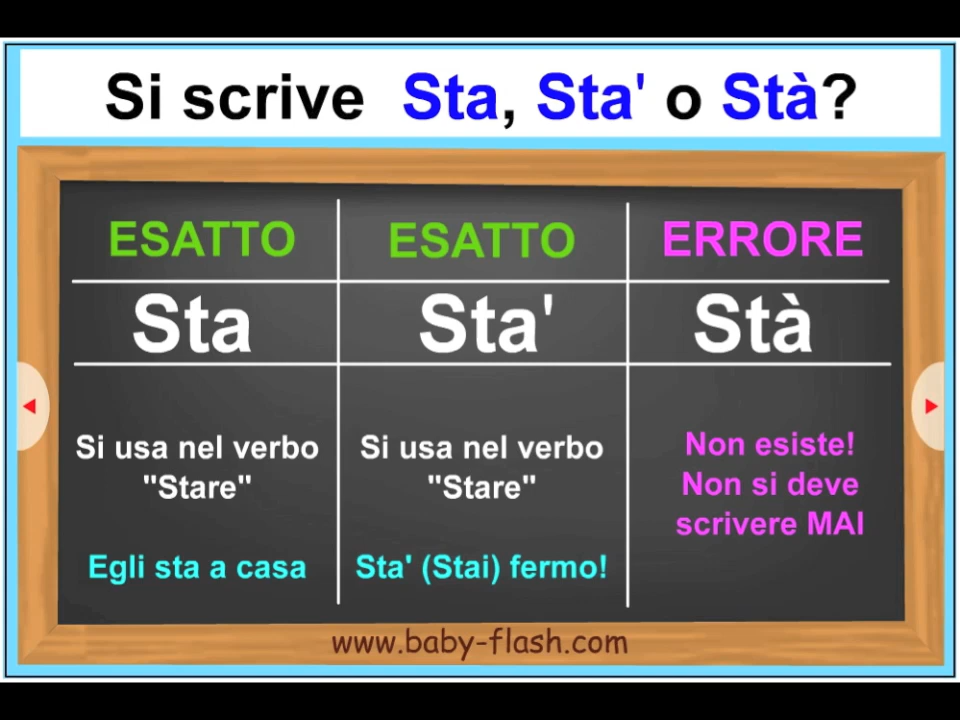 Si scrive Sta, Sta' o Stà?
ESATTO ESATTO ERRORE
Sta Sta' Stà
Si usa nel verbo
"Stare"
Egli sta a casa
Si usa nel verbo
"Stare"
Sta' (Stai) fermo!
Non esiste!
Non si deve
scrivere MAI
www.baby-flash.com